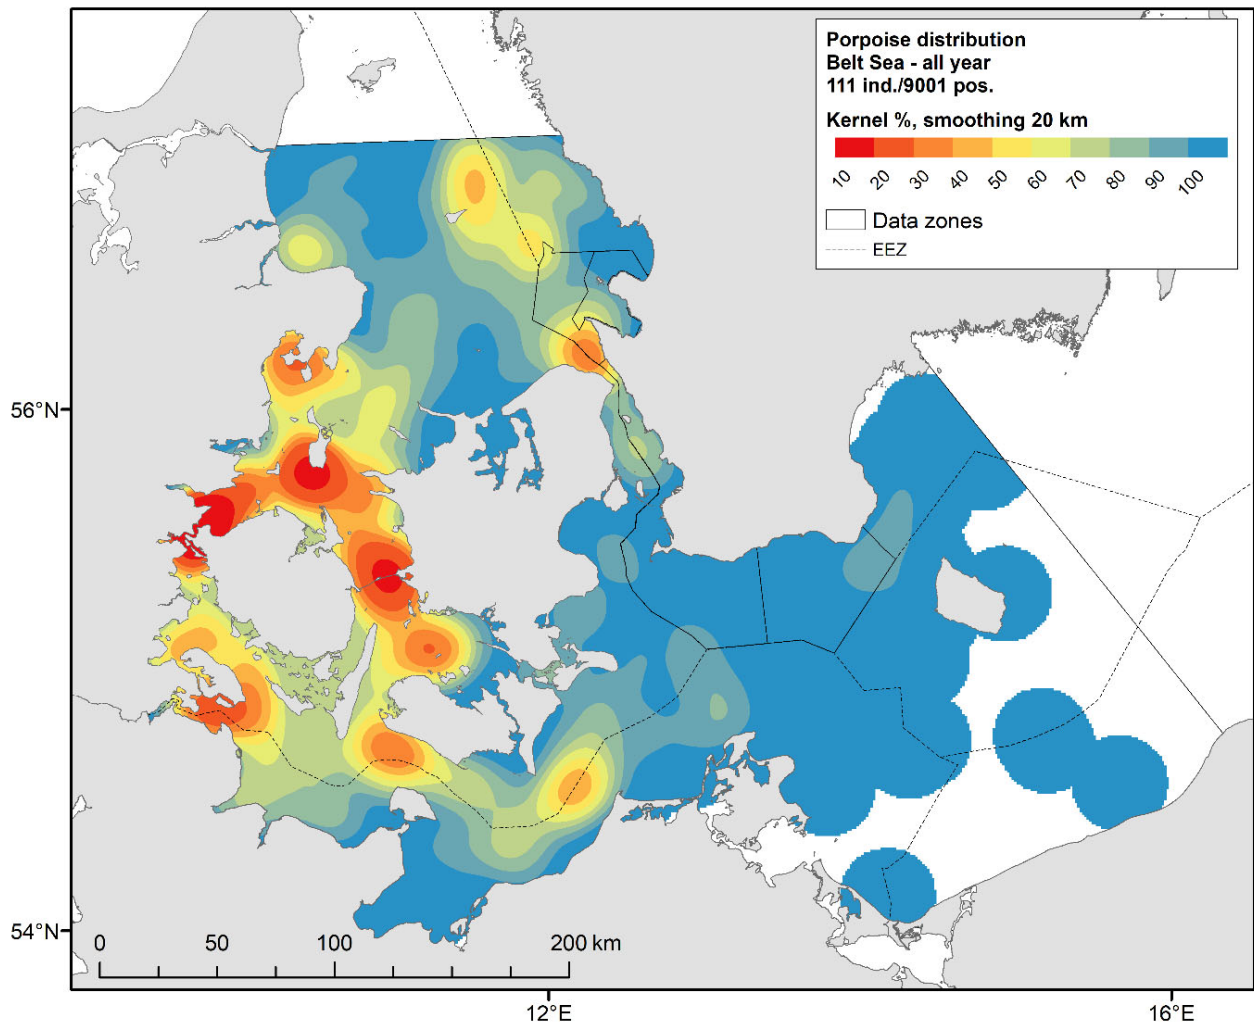 Porpoise distribution
Belt Sea - all year
111 ind./9001 pos.
Kernel %, smoothing 20 km
10 20 30 40 50 60 70 80 90 100
Data zones
EEZ
56°N
54°N
0 50 100 200 km
12°E 16°E